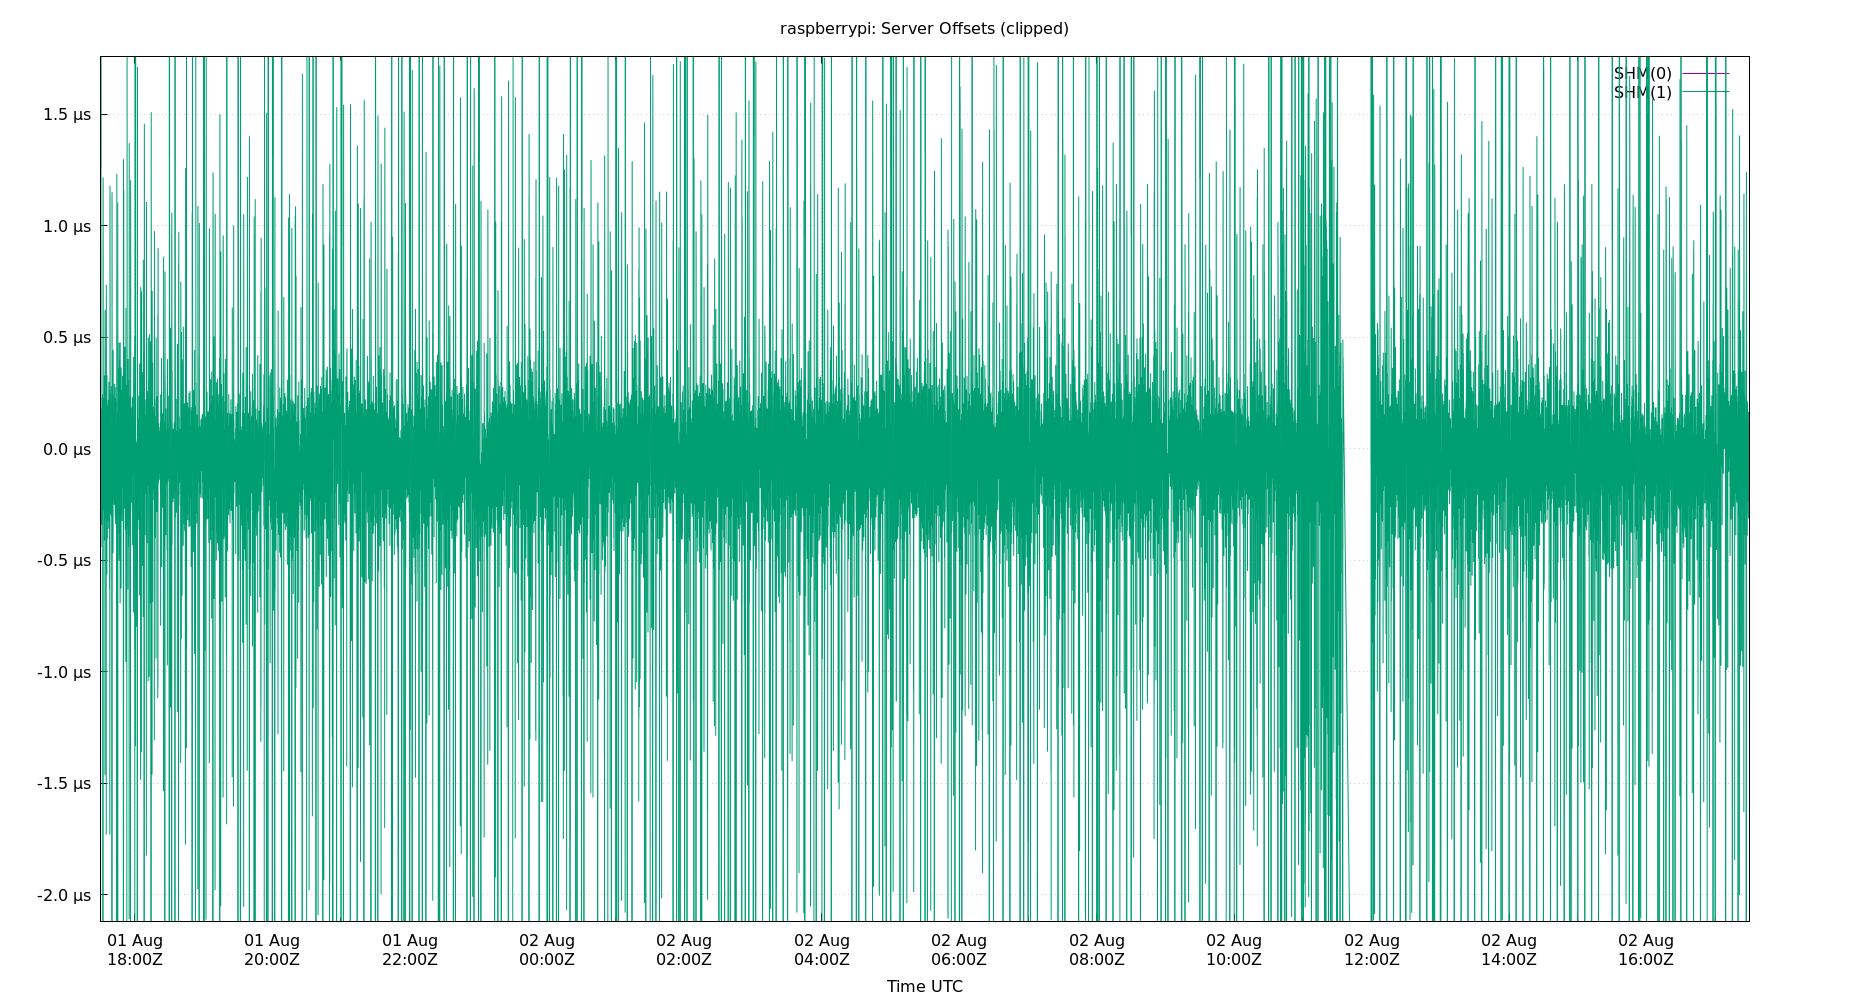 raspberrypi: Server Offsets (clipped)
SHM(0)
SHM(1)
1.5 µs
1.0 µs
0.5 µs
0.0 µs
-0.5 µs
-1.0 µs
-1.5 µs
-2.0 µs
01 Aug 01 Aug 01 Aug 02 Aug 02 Aug 02 Aug 02 Aug 02 Aug 02 Aug 02 Aug 02 Aug 02 Aug
18:00Z 20:00Z 22:00Z 00:00Z 02:00Z 04:00Z 06:00Z 08:00Z 10:00Z 12:00Z 14:00Z 16:00Z
Time UTC